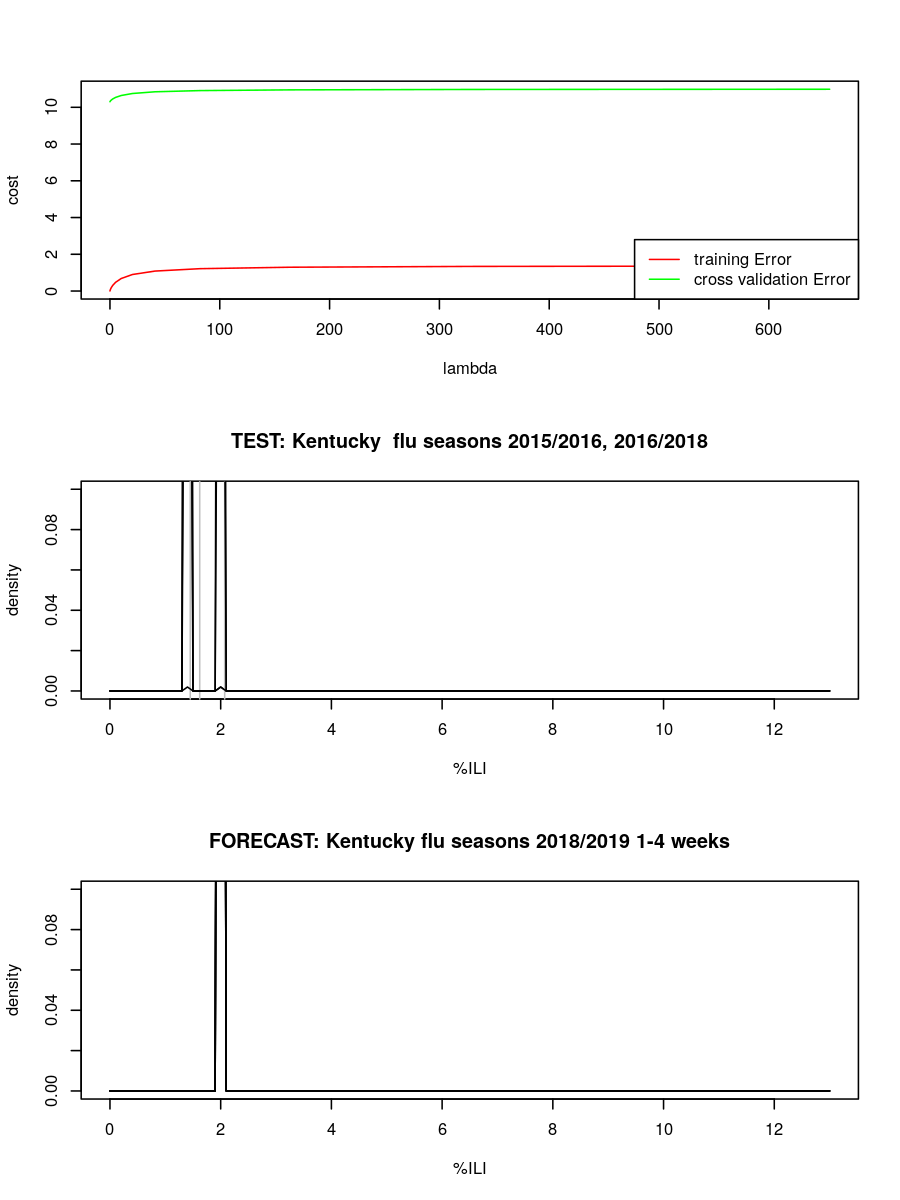 cost
10
8
6
4
2
0
training Error
cross validation Error
0 100 200 300 400 500 600
lambda
TEST: Kentucky  flu seasons 2015/2016, 2016/2018
density
0.08
0.04
0.00
0 2 4 6 8 10 12
%ILI
FORECAST: Kentucky flu seasons 2018/2019 1-4 weeks
density
0.08
0.04
0.00
0 2 4 6 8 10 12
%ILI